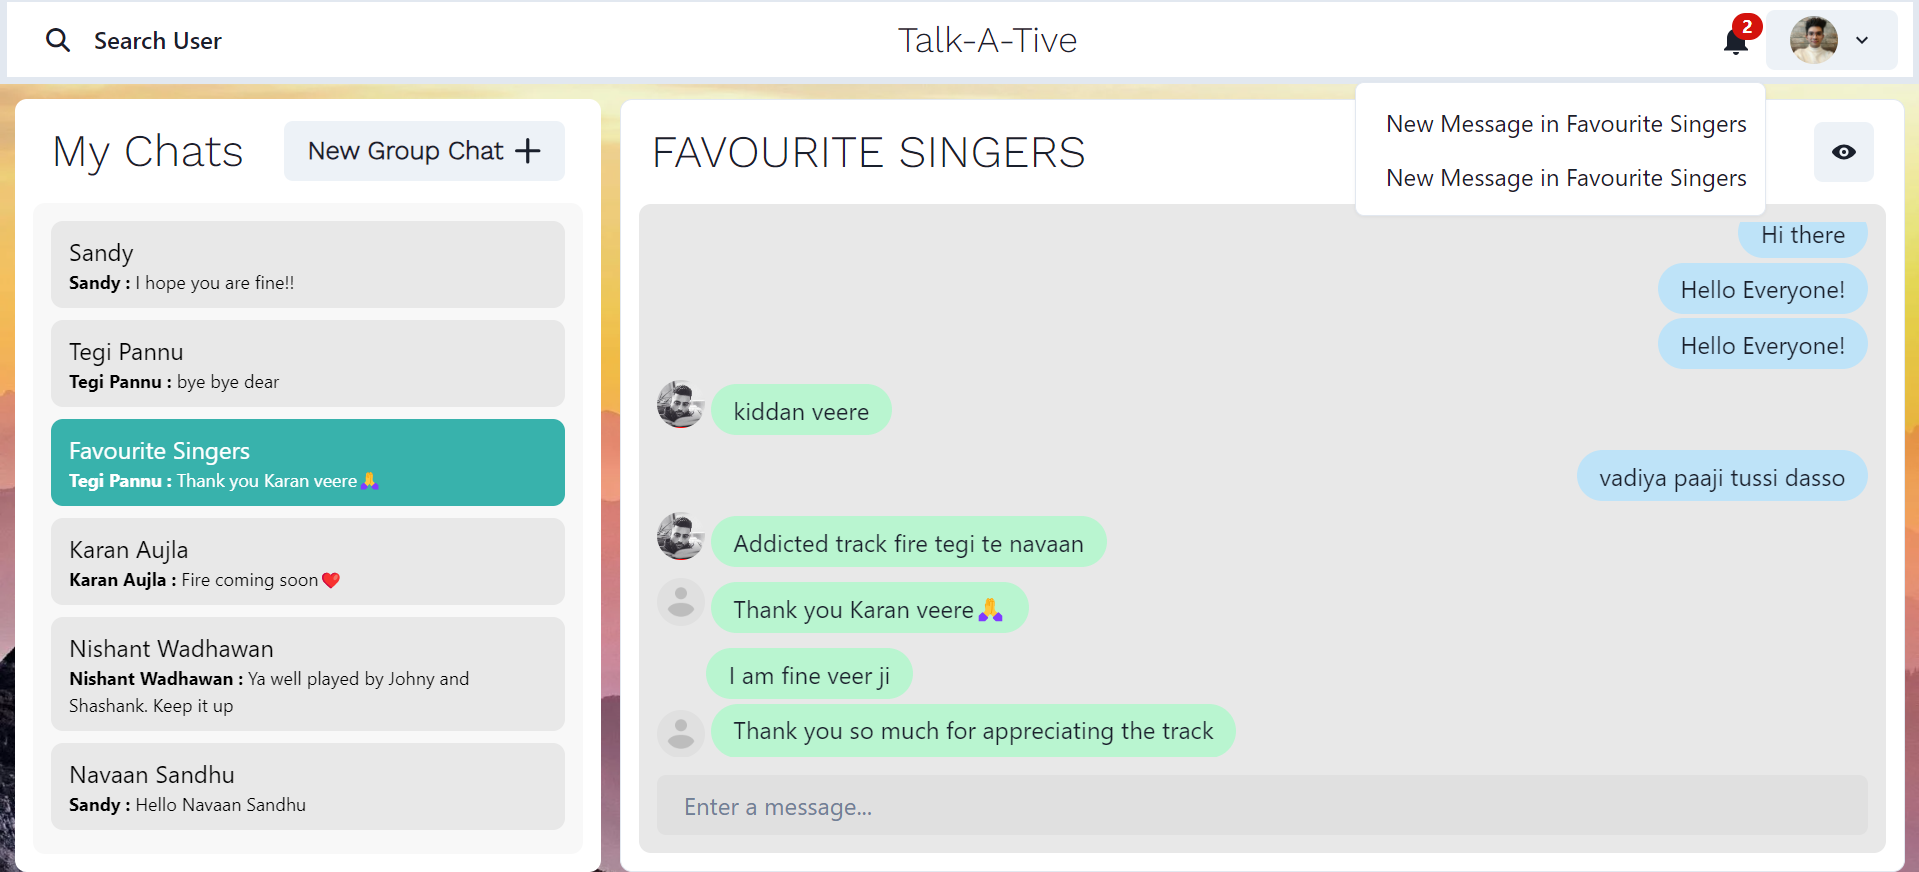 Search User
Talk-A-Tive
2
My Chats
New Group Chat
Sandy
Sandy : I hope you are fine!!
Tegi Pannu
Tegi Pannu : bye bye dear
Favourite Singers
Tegi Pannu : Thank you Karan veere🙏
Karan Aujla
Karan Aujla : Fire coming soon❤️
Nishant Wadhawan
Nishant Wadhawan : Ya well played by Johny and
Shashank. Keep it up
Navaan Sandhu
Sandy : Hello Navaan Sandhu
FAVOURITE SINGERS
New Message in Favourite Singers
New Message in Favourite Singers
Hi there
Hello Everyone!
Hello Everyone!
kiddan veere
vadiya paaji tussi dasso
Addicted track fire tegi te navaan
Thank you Karan veere🙏
I am fine veer ji
Thank you so much for appreciating the track
Enter a message...